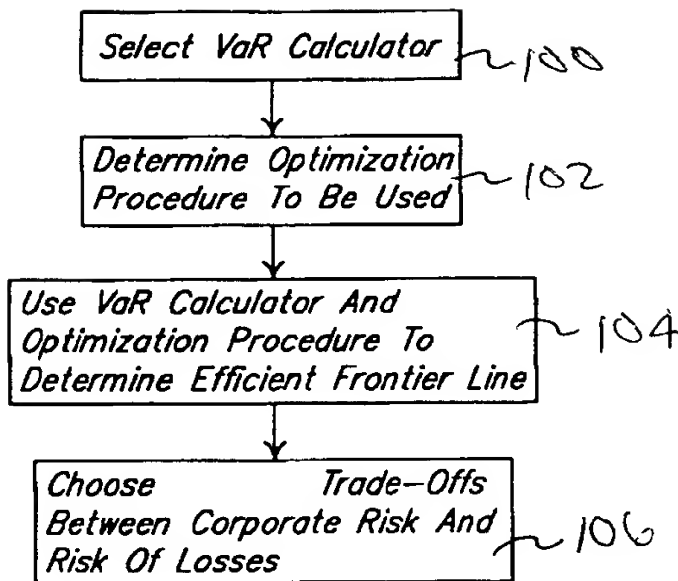 Select VaR Calculator 100
Determine Optimization
Procedure To Be Used 102
Use VaR Calculator And
Optimization Procedure To 104
Determine Efficient Frontier Line
Choose Trade-Offs
Between Corporate Risk And
Risk Of Losses 106